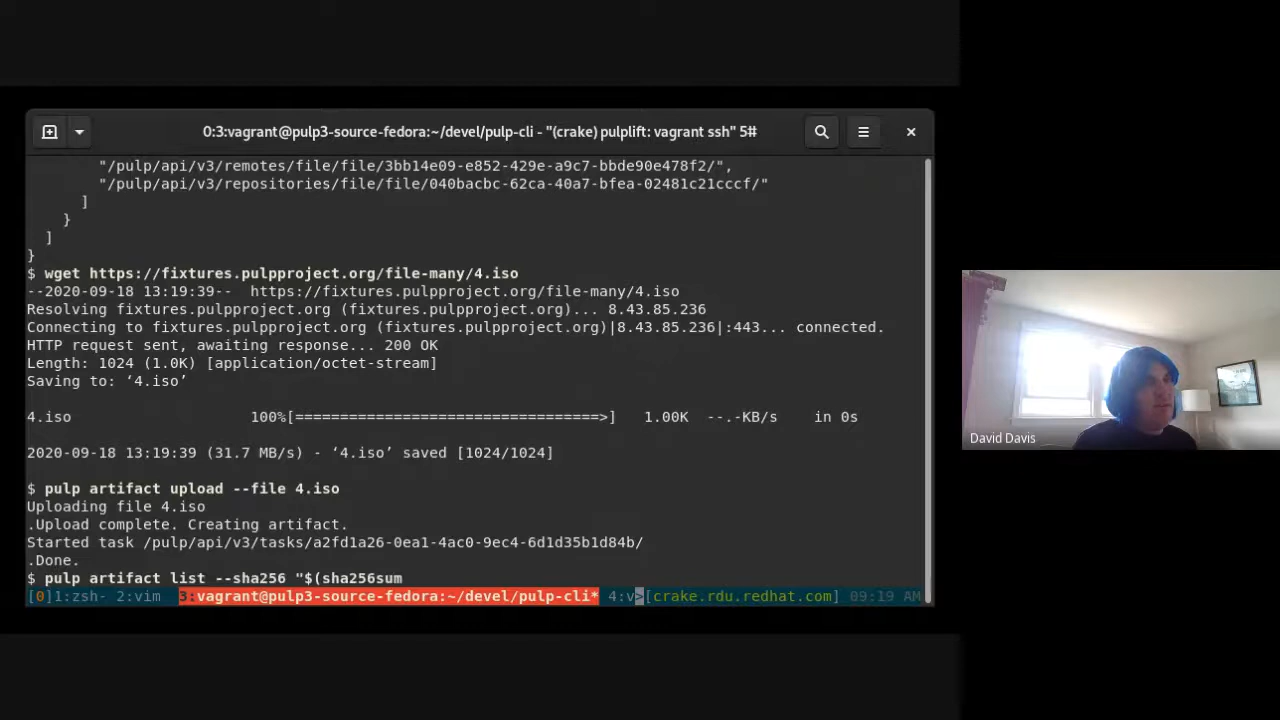 0:3:vagrant@pulp3-source-fedora:~/devel/pulp-cli - "(crake) pulplift: vagrant ssh" 5#
"/pulp/api/v3/remotes/file/file/3bb14e09-e852-429e-a9c7-bbde90e478f2/",
"/pulp/api/v3/repositories/file/file/040bacbc-62ca-40a7-bfea-02481c21cccf/"
]
}
]
}
$ wget https://fixtures.pulpproject.org/file-many/4.iso
--2020-09-18 13:19:39--  https://fixtures.pulpproject.org/file-many/4.iso
Resolving fixtures.pulpproject.org (fixtures.pulpproject.org)... 8.43.85.236
Connecting to fixtures.pulpproject.org (fixtures.pulpproject.org)|8.43.85.236|:443... connected.
HTTP request sent, awaiting response... 200 OK
Length: 1024 (1.0K) [application/octet-stream]
Saving to: ‘4.iso’
4.iso 100%[==================================>] 1.00K --.-KB/s in 0s
2020-09-18 13:19:39 (31.7 MB/s) - ‘4.iso’ saved [1024/1024]
$ pulp artifact upload --file 4.iso
Uploading file 4.iso
.Upload complete. Creating artifact.
Started task /pulp/api/v3/tasks/a2fd1a26-0ea1-4ac0-9ec4-6d1d35b1d84b/
.Done.
$ pulp artifact list --sha256 "$(sha256sum
[0]1:zsh- 2:vim 3:vagrant@pulp3-source-fedora:~/devel/pulp-cli* 4:v>[crake.rdu.redhat.com] 09:19 AM
David Davis